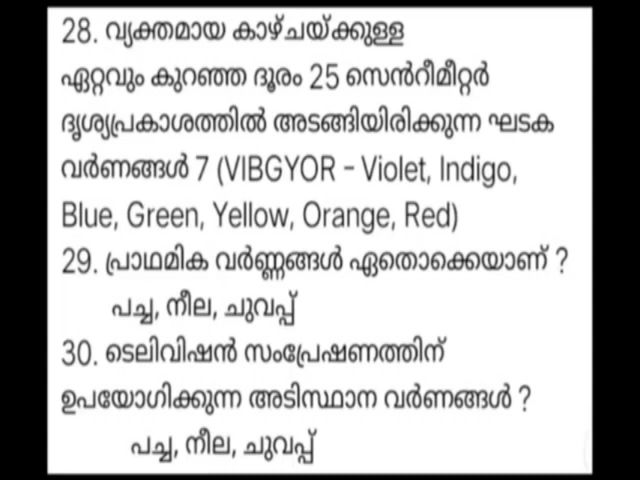 28. വ്യക്തമായ കാഴ്ചയ്ക്കുള്ള
ഏറ്റവും കുറഞ്ഞ ദൂരം 25 സെൻറീമീറ്റർ
ദൃശ്യപ്രകാശത്തിൽ അടങ്ങിയിരിക്കുന്ന ഘടക
വർണങ്ങൾ 7 (VIBGYOR - Violet, Indigo,
Blue, Green, Yellow, Orange, Red)
29. പ്രാഥമിക വർണ്ണങ്ങൾ ഏതൊക്കെയാണ് ?
പച്ച, നീല, ചുവപ്പ്
30. ടെലിവിഷൻ സംപ്രേഷണത്തിന്
ഉപയോഗിക്കുന്ന അടിസ്ഥാന വർണങ്ങൾ ?
പച്ച, നീല, ചുവപ്പ്